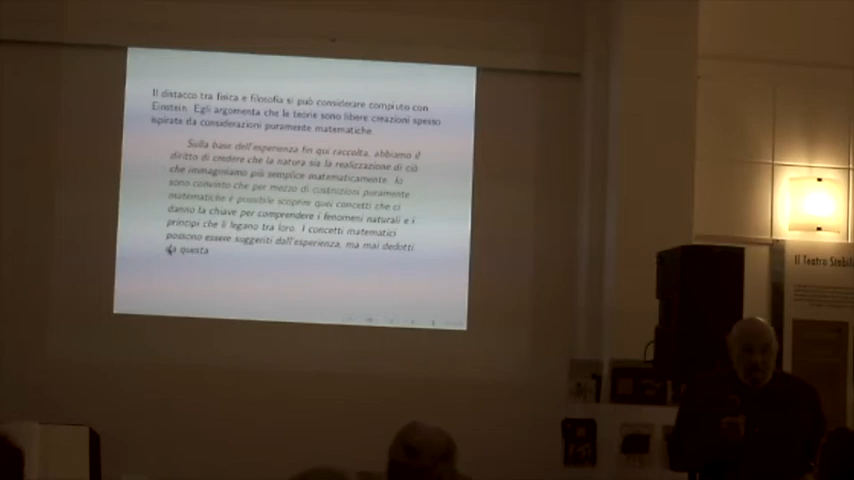 Il distacco tra fisica e filosofia si può considerare compiuto con
Einstein. Egli argomenta che le teorie sono libere creazioni spesso
ispirate da considerazioni puramente matematiche.
Sulla base dell'esperienza fin qui raccolta, abbiamo il
diritto di credere che la natura sia la realizzazione di ciò
che immaginiamo più semplice matematicamente. Io
sono convinto che per mezzo di costruzioni puramente
matematiche è possibile scoprire quei concetti che ci
danno la chiave per comprendere i fenomeni naturali e i
principi che li legano tra loro. I concetti matematici
possono essere suggeriti dall'esperienza, ma mai dedotti
da questa
Il Teatro Stabil